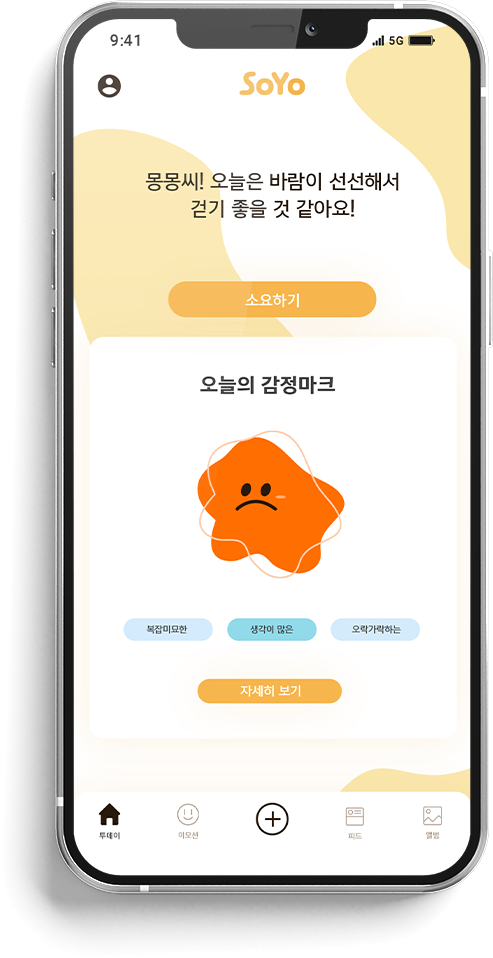 9:41
5G
SoYo
몽몽씨! 오늘은 바람이 선선해서
걷기 좋을 것 같아요!
소요하기
오늘의 감정마크
복잡미묘한
생각이 많은
오락가락하는
자세히 보기
투데이
이모션
피드
앨범